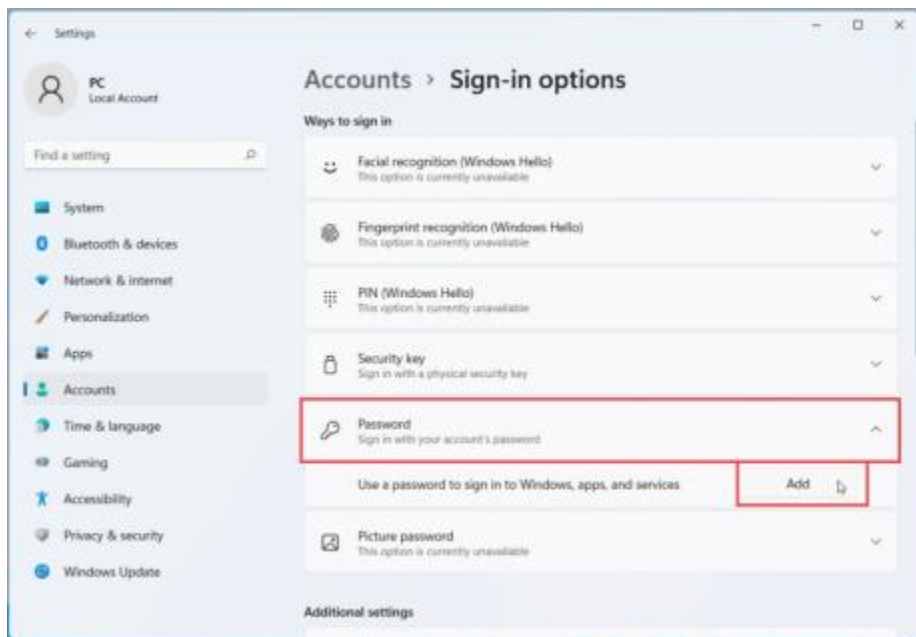 Settings
PC
Local Account
Find a setting
System
Bluetooth & devices
Network & internet
Personalization
Apps
Accounts
Time & language
Gaming
Accessibility
Privacy & security
Windows Update
Accounts > Sign-in options
Ways to sign in
Facial recognition (Windows Hello)
This option is currently unavailable
Fingerprint recognition (Windows Hello)
This option is currently unavailable
PIN (Windows Hello)
This option is currently unavailable
Security key
Sign in with a physical security key
Password
Sign in with your account's password
Use a password to sign in to Windows, apps, and services Add
Picture password
This option is currently unavailable
Additional settings